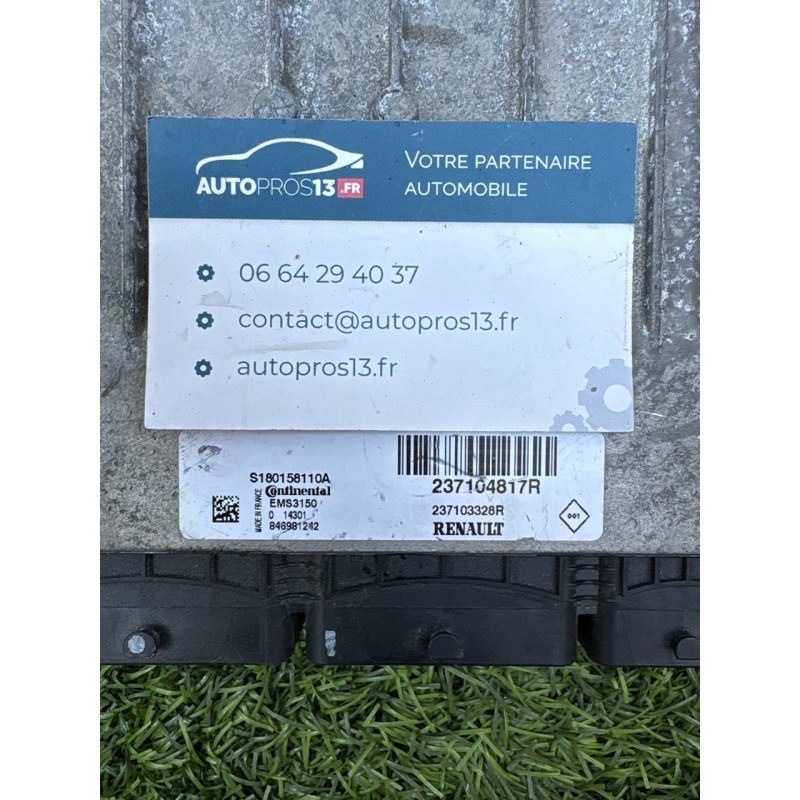 AUTOPROS13.FR
VOTRE PARTENAIRE
AUTOMOBILE
06 64 29 40 37
contact@autopros13.fr
autopros13.fr
S180158110A
Continental
EMS3150
0 14301
846981242
MADE IN FRANCE
237104817R
237103328R
RENAULT
001